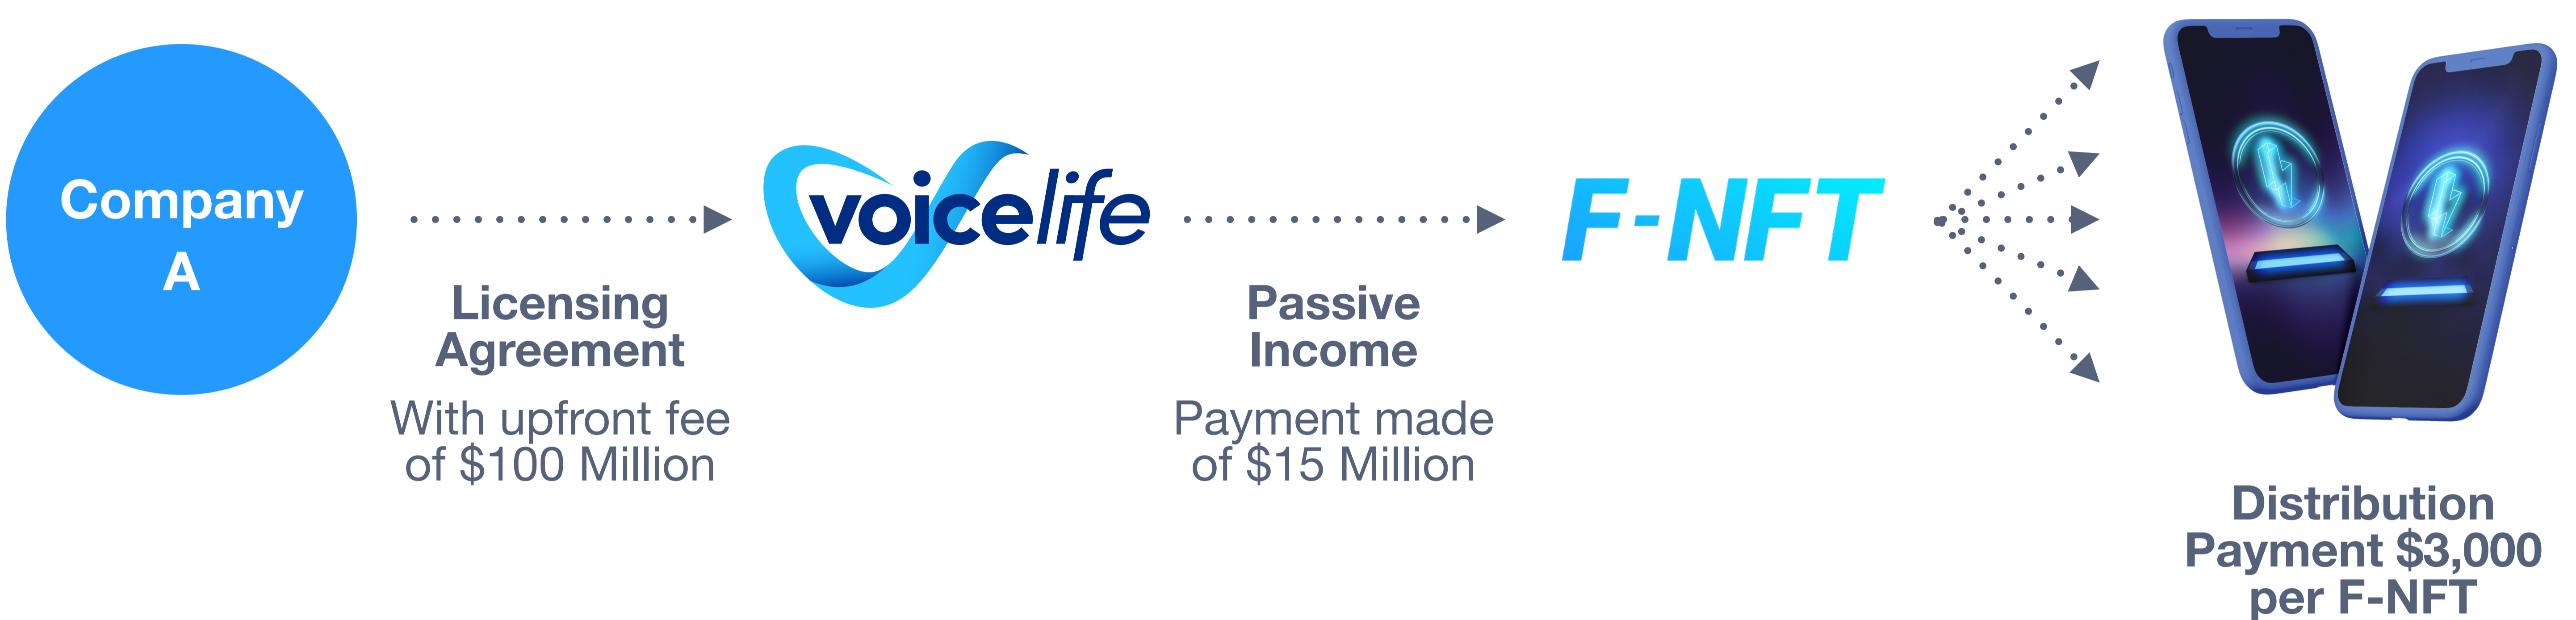 Company
A
Licensing
Agreement
With upfront fee
of $100 Million
voicelife
Passive
Income
Payment made
of $15 Million
F-NFT
Distribution
Payment $3,000
per F-NFT